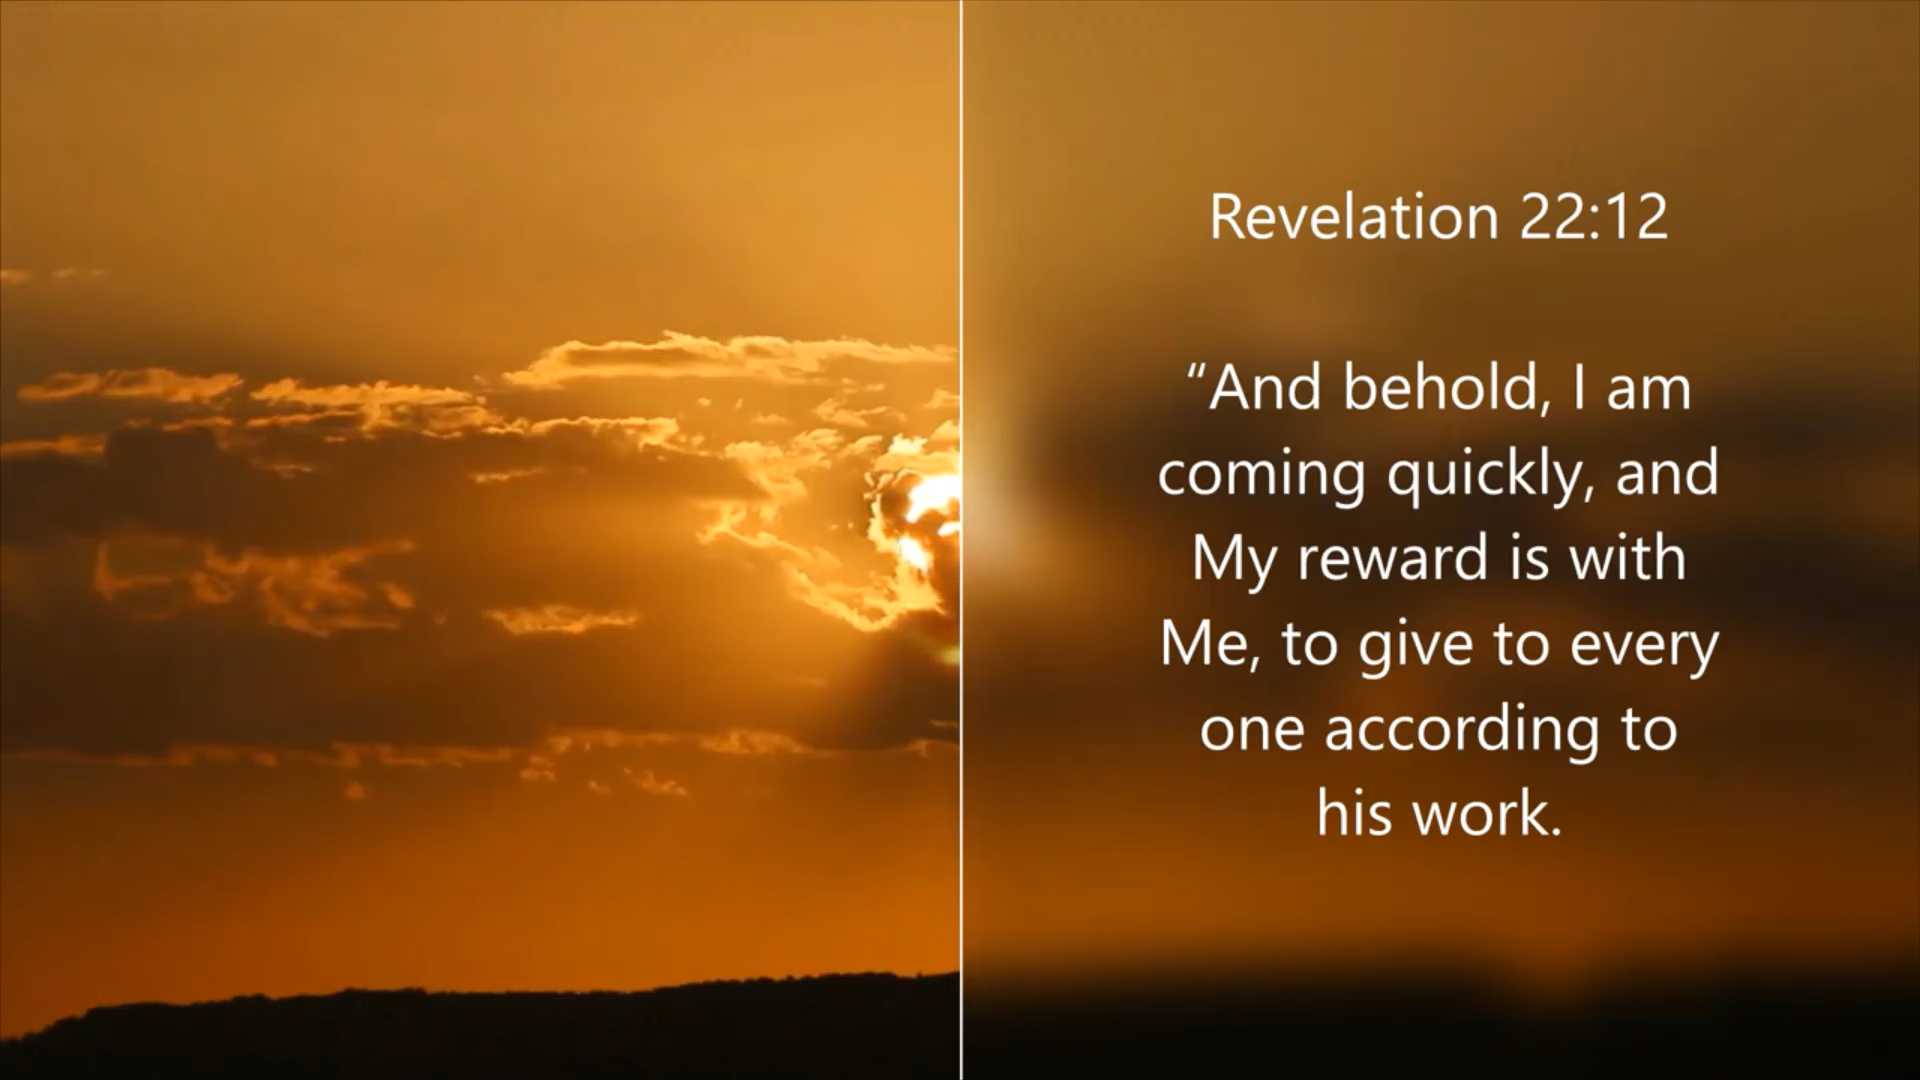 Revelation 22:12
“And behold, I am
coming quickly, and
My reward is with
Me, to give to every
one according to
his work.